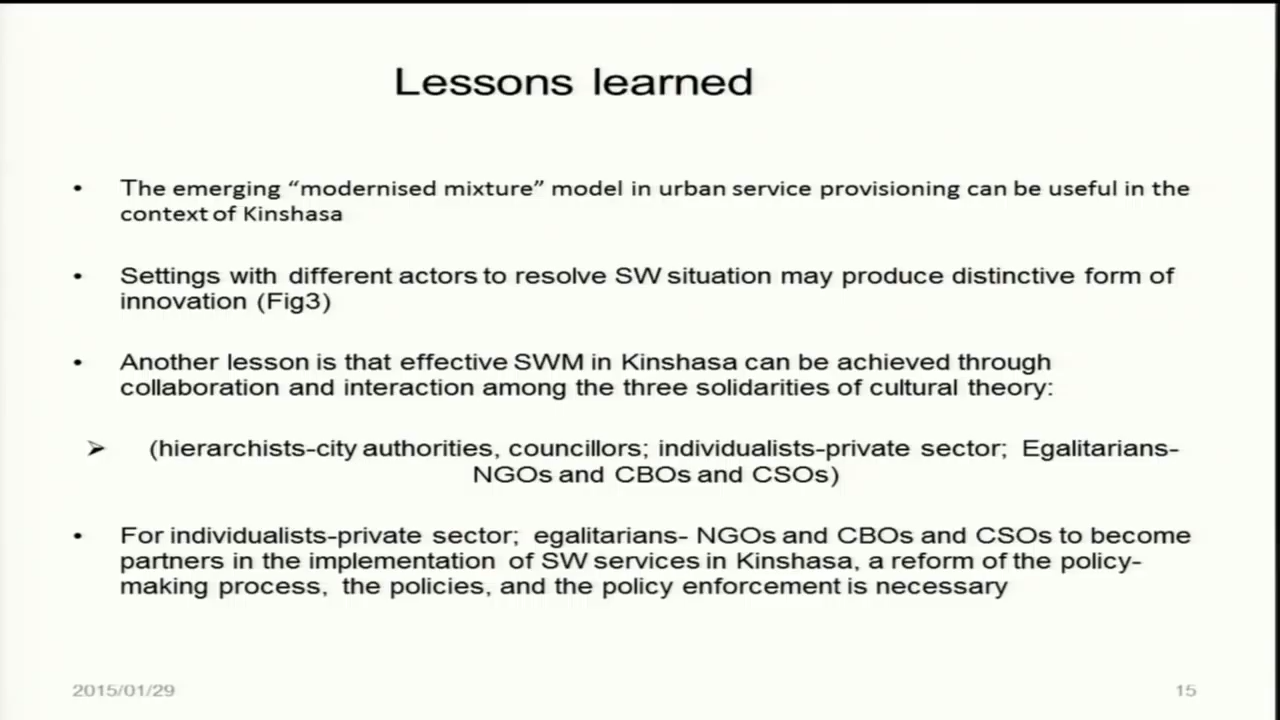 Lessons learned
• The emerging “modernised mixture” model in urban service provisioning can be useful in the
context of Kinshasa
• Settings with different actors to resolve SW situation may produce distinctive form of
innovation (Fig3)
• Another lesson is that effective SWM in Kinshasa can be achieved through
collaboration and interaction among the three solidarities of cultural theory:
➢ (hierarchists-city authorities, councillors; individualists-private sector; Egalitarians-
NGOs and CBOs and CSOs)
• For individualists-private sector; egalitarians- NGOs and CBOs and CSOs to become
partners in the implementation of SW services in Kinshasa, a reform of the policy-
making process, the policies, and the policy enforcement is necessary
2015/01/29
15